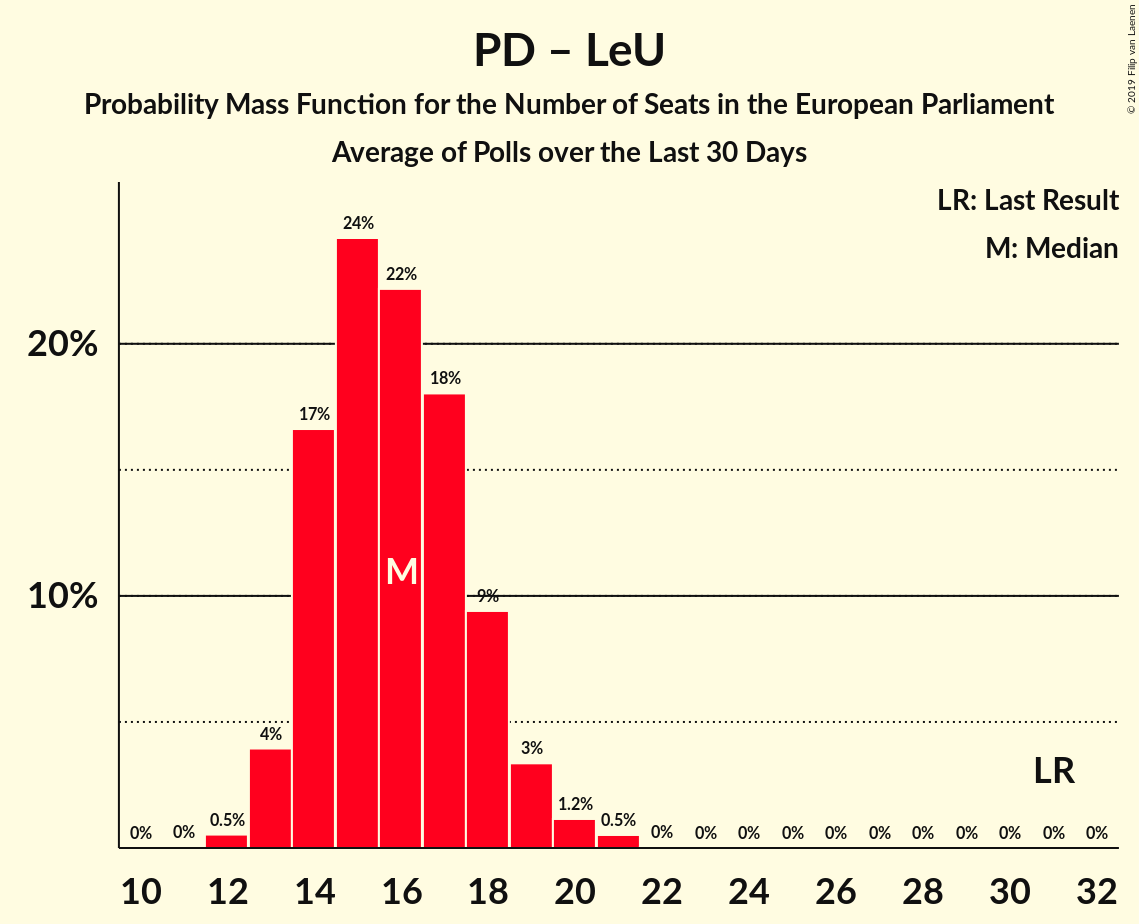 PD – LeU
Probability Mass Function for the Number of Seats in the European Parliament
Average of Polls over the Last 30 Days
© 2019 Filip van Laenen
LR: Last Result
M: Median
24%
22%
20%
18%
17%
M
10%
9%
4%
3%
LR
1.2%
0% 0% 0.5% 0.5% 0% 0% 0% 0% 0% 0% 0% 0% 0% 0% 0%
10 12 14 16 18 20 22 24 26 28 30 32